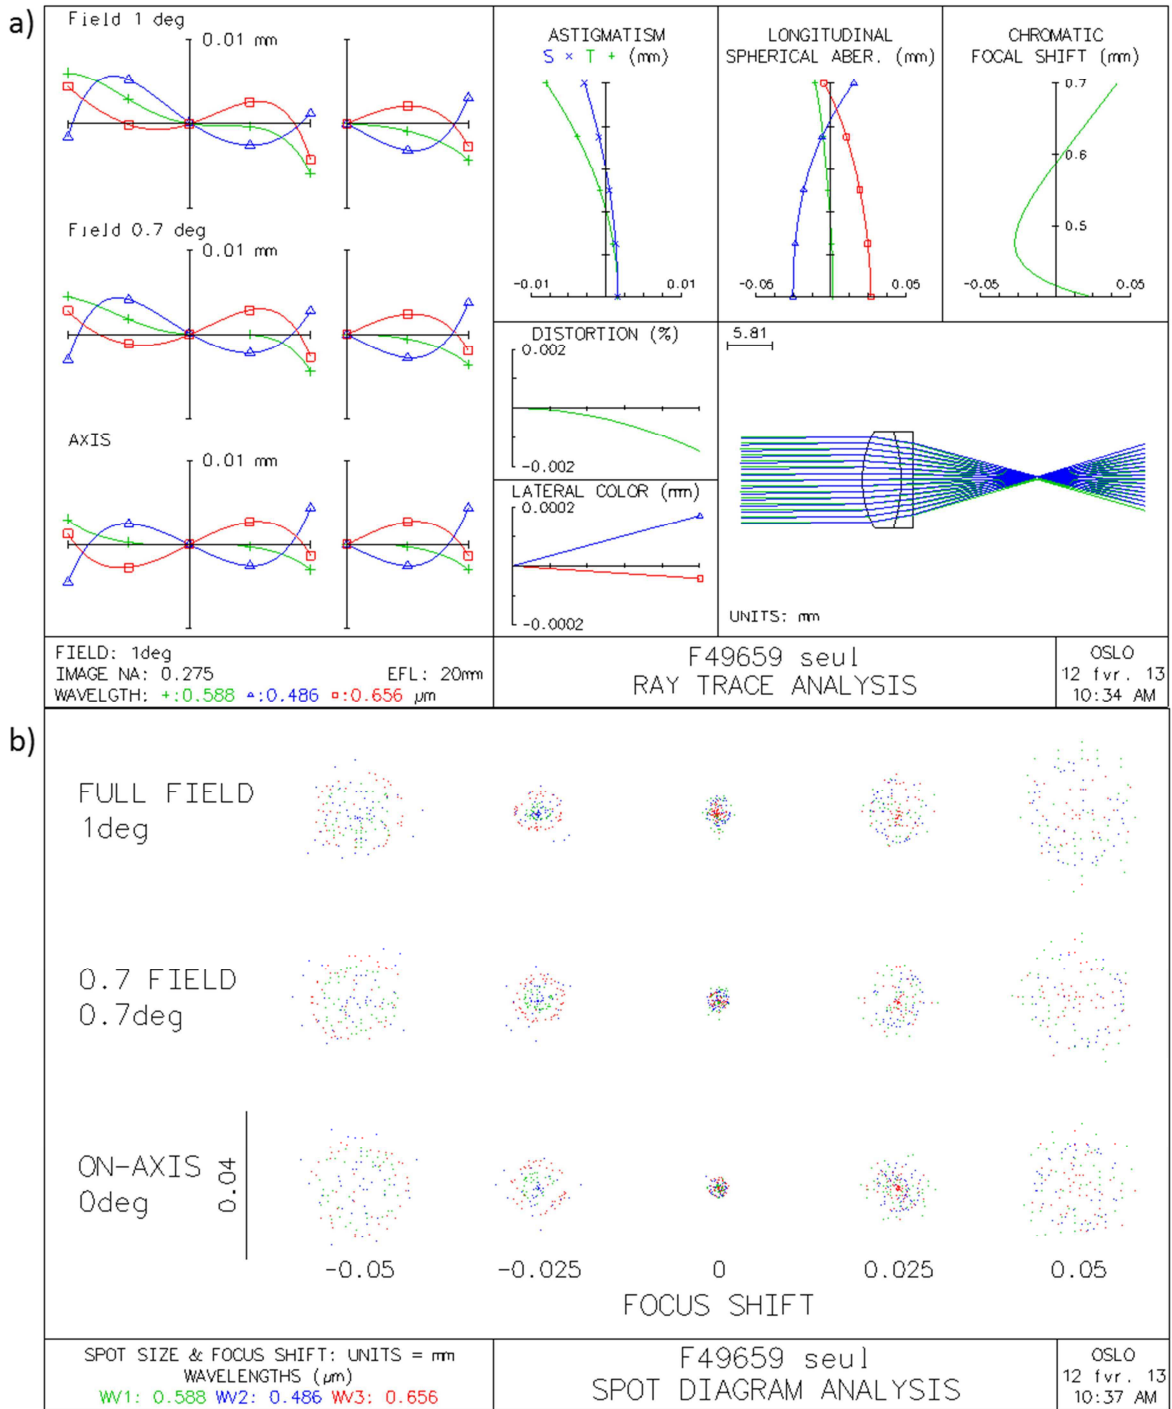 a)
Field 1 deg
0.01 mm
Field 0.7 deg
0.01 mm
AXIS
0.01 mm
ASTIGMATISM
S × T + (mm)
-0.01
0.01
LONGITUDINAL
SPHERICAL ABER. (mm)
-0.06
0.05
CHROMATIC
FOCAL SHIFT (mm)
0.7
0.6
0.5
-0.05
0.05
DISTORTION (%)
0.002
-0.002
LATERAL COLOR (mm)
0.0002
-0.0002
5.81
UNITS: mm
FIELD: 1deg
IMAGE NA: 0.275 EFL: 20mm
WAVELGTH: +:0.588 ▵:0.486 ▫:0.656 µm
F49659 seul
RAY TRACE ANALYSIS
OSLO
12 fvr. 13
10:34 AM
b)
FULL FIELD
1deg
0.7 FIELD
0.7deg
ON-AXIS
0deg
0.04
-0.05 -0.025 0 0.025 0.05
FOCUS SHIFT
SPOT SIZE & FOCUS SHIFT: UNITS = mm
WAVELENGTHS (µm)
WV1: 0.588 WV2: 0.486 WV3: 0.656
F49659 seul
SPOT DIAGRAM ANALYSIS
OSLO
12 fvr. 13
10:37 AM